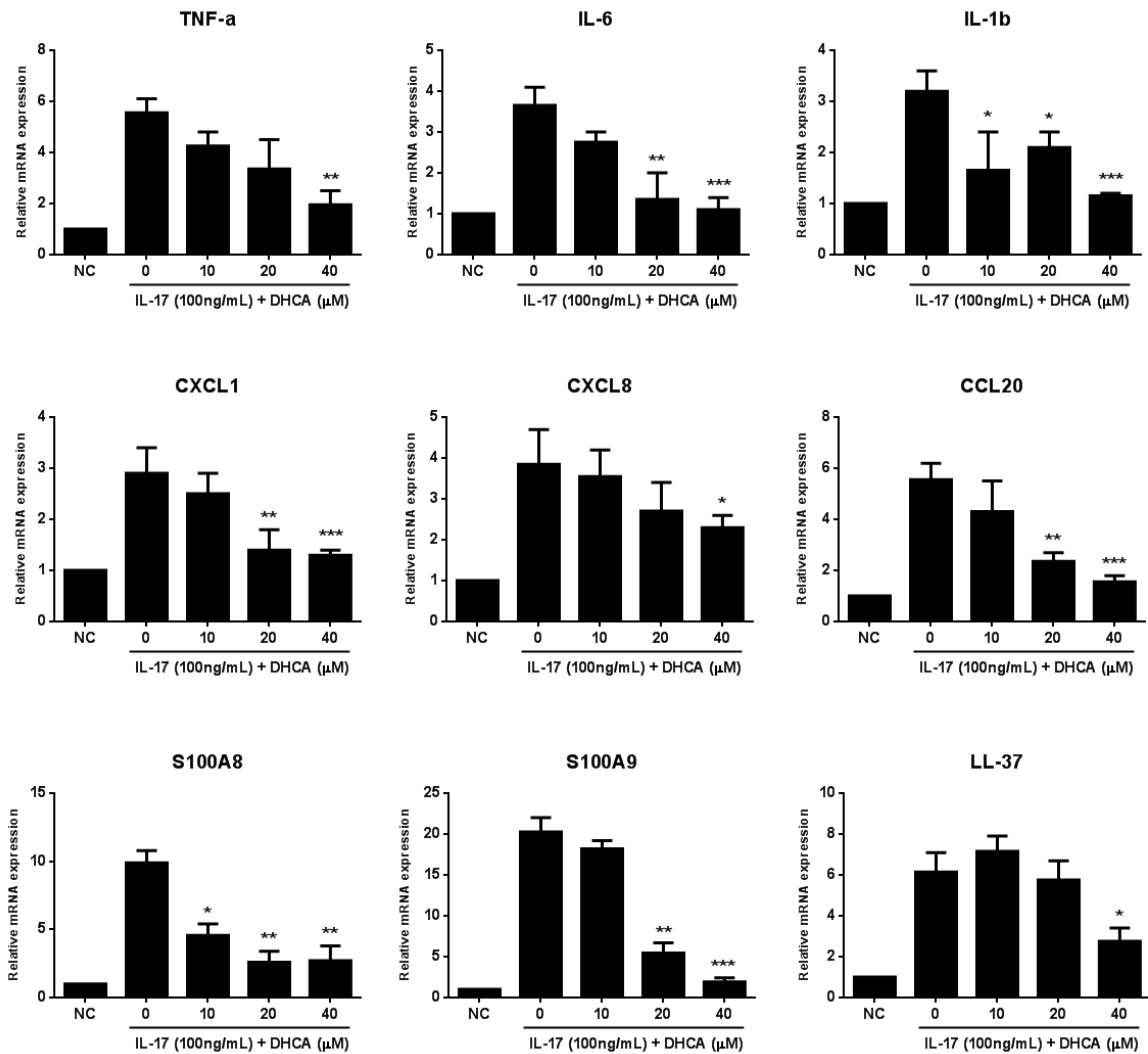 TNF-a
Relative mRNA expression
8
6
4
2
0
**
NC 0 10 20 40
IL-17 (100ng/mL) + DHCA (μM)
IL-6
Relative mRNA expression
5
4
3
2
1
0
**
***
NC 0 10 20 40
IL-17 (100ng/mL) + DHCA (μM)
IL-1b
Relative mRNA expression
4
3
2
1
0
*
*
***
NC 0 10 20 40
IL-17 (100ng/mL) + DHCA (μM)
CXCL1
Relative mRNA expression
4
3
2
1
0
**
***
NC 0 10 20 40
IL-17 (100ng/mL) + DHCA (μM)
CXCL8
Relative mRNA expression
5
4
3
2
1
0
*
NC 0 10 20 40
IL-17 (100ng/mL) + DHCA (μM)
CCL20
Relative mRNA expression
8
6
4
2
0
**
***
NC 0 10 20 40
IL-17 (100ng/mL) + DHCA (μM)
S100A8
Relative mRNA expression
15
10
5
0
*
**
**
NC 0 10 20 40
IL-17 (100ng/mL) + DHCA (μM)
S100A9
Relative mRNA expression
25
20
15
10
5
0
**
***
NC 0 10 20 40
IL-17 (100ng/mL) + DHCA (μM)
LL-37
Relative mRNA expression
10
8
6
4
2
0
*
NC 0 10 20 40
IL-17 (100ng/mL) + DHCA (μM)